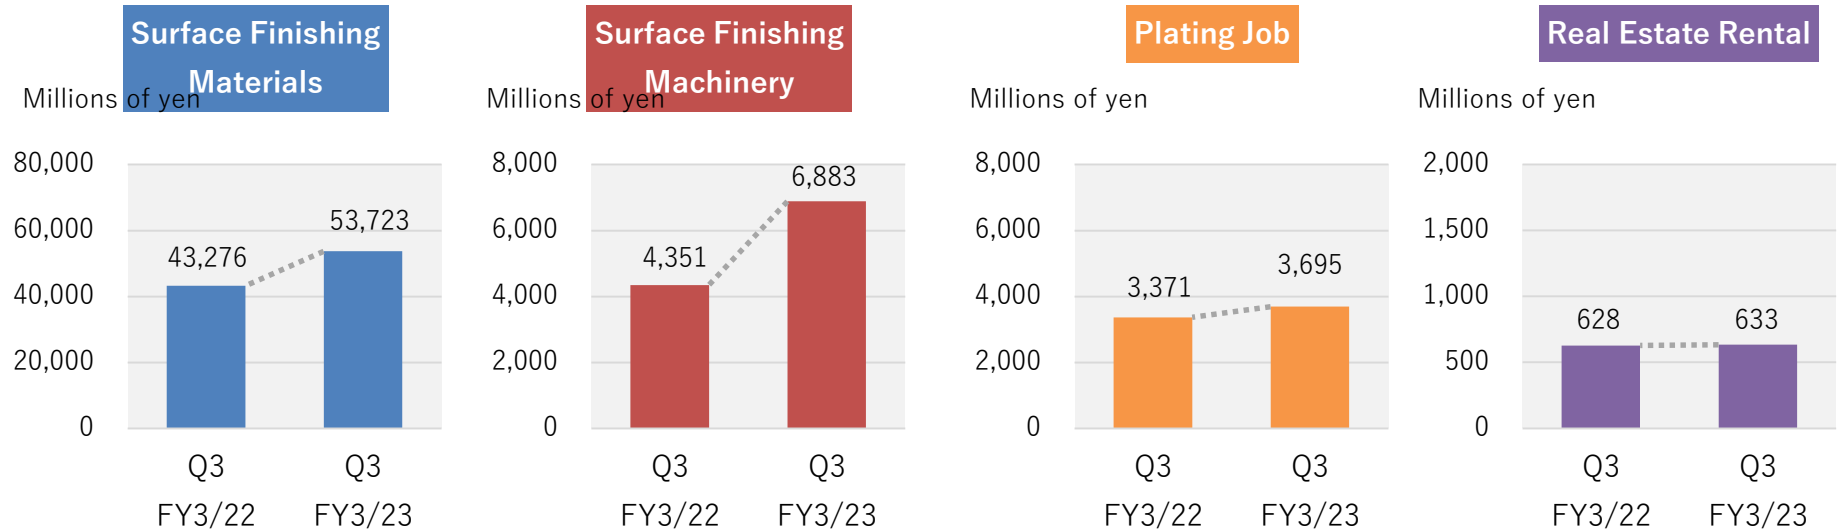 Surface Finishing
Materials
Millions of yen
80,000
60,000
40,000
20,000
0
43,276
53,723
Q3
FY3/22
Q3
FY3/23
Surface Finishing
Machinery
Millions of yen
8,000
6,000
4,000
2,000
0
4,351
6,883
Q3
FY3/22
Q3
FY3/23
Plating Job
Millions of yen
8,000
6,000
4,000
2,000
0
3,371
3,695
Q3
FY3/22
Q3
FY3/23
Real Estate Rental
Millions of yen
2,000
1,500
1,000
500
0
628
633
Q3
FY3/22
Q3
FY3/23